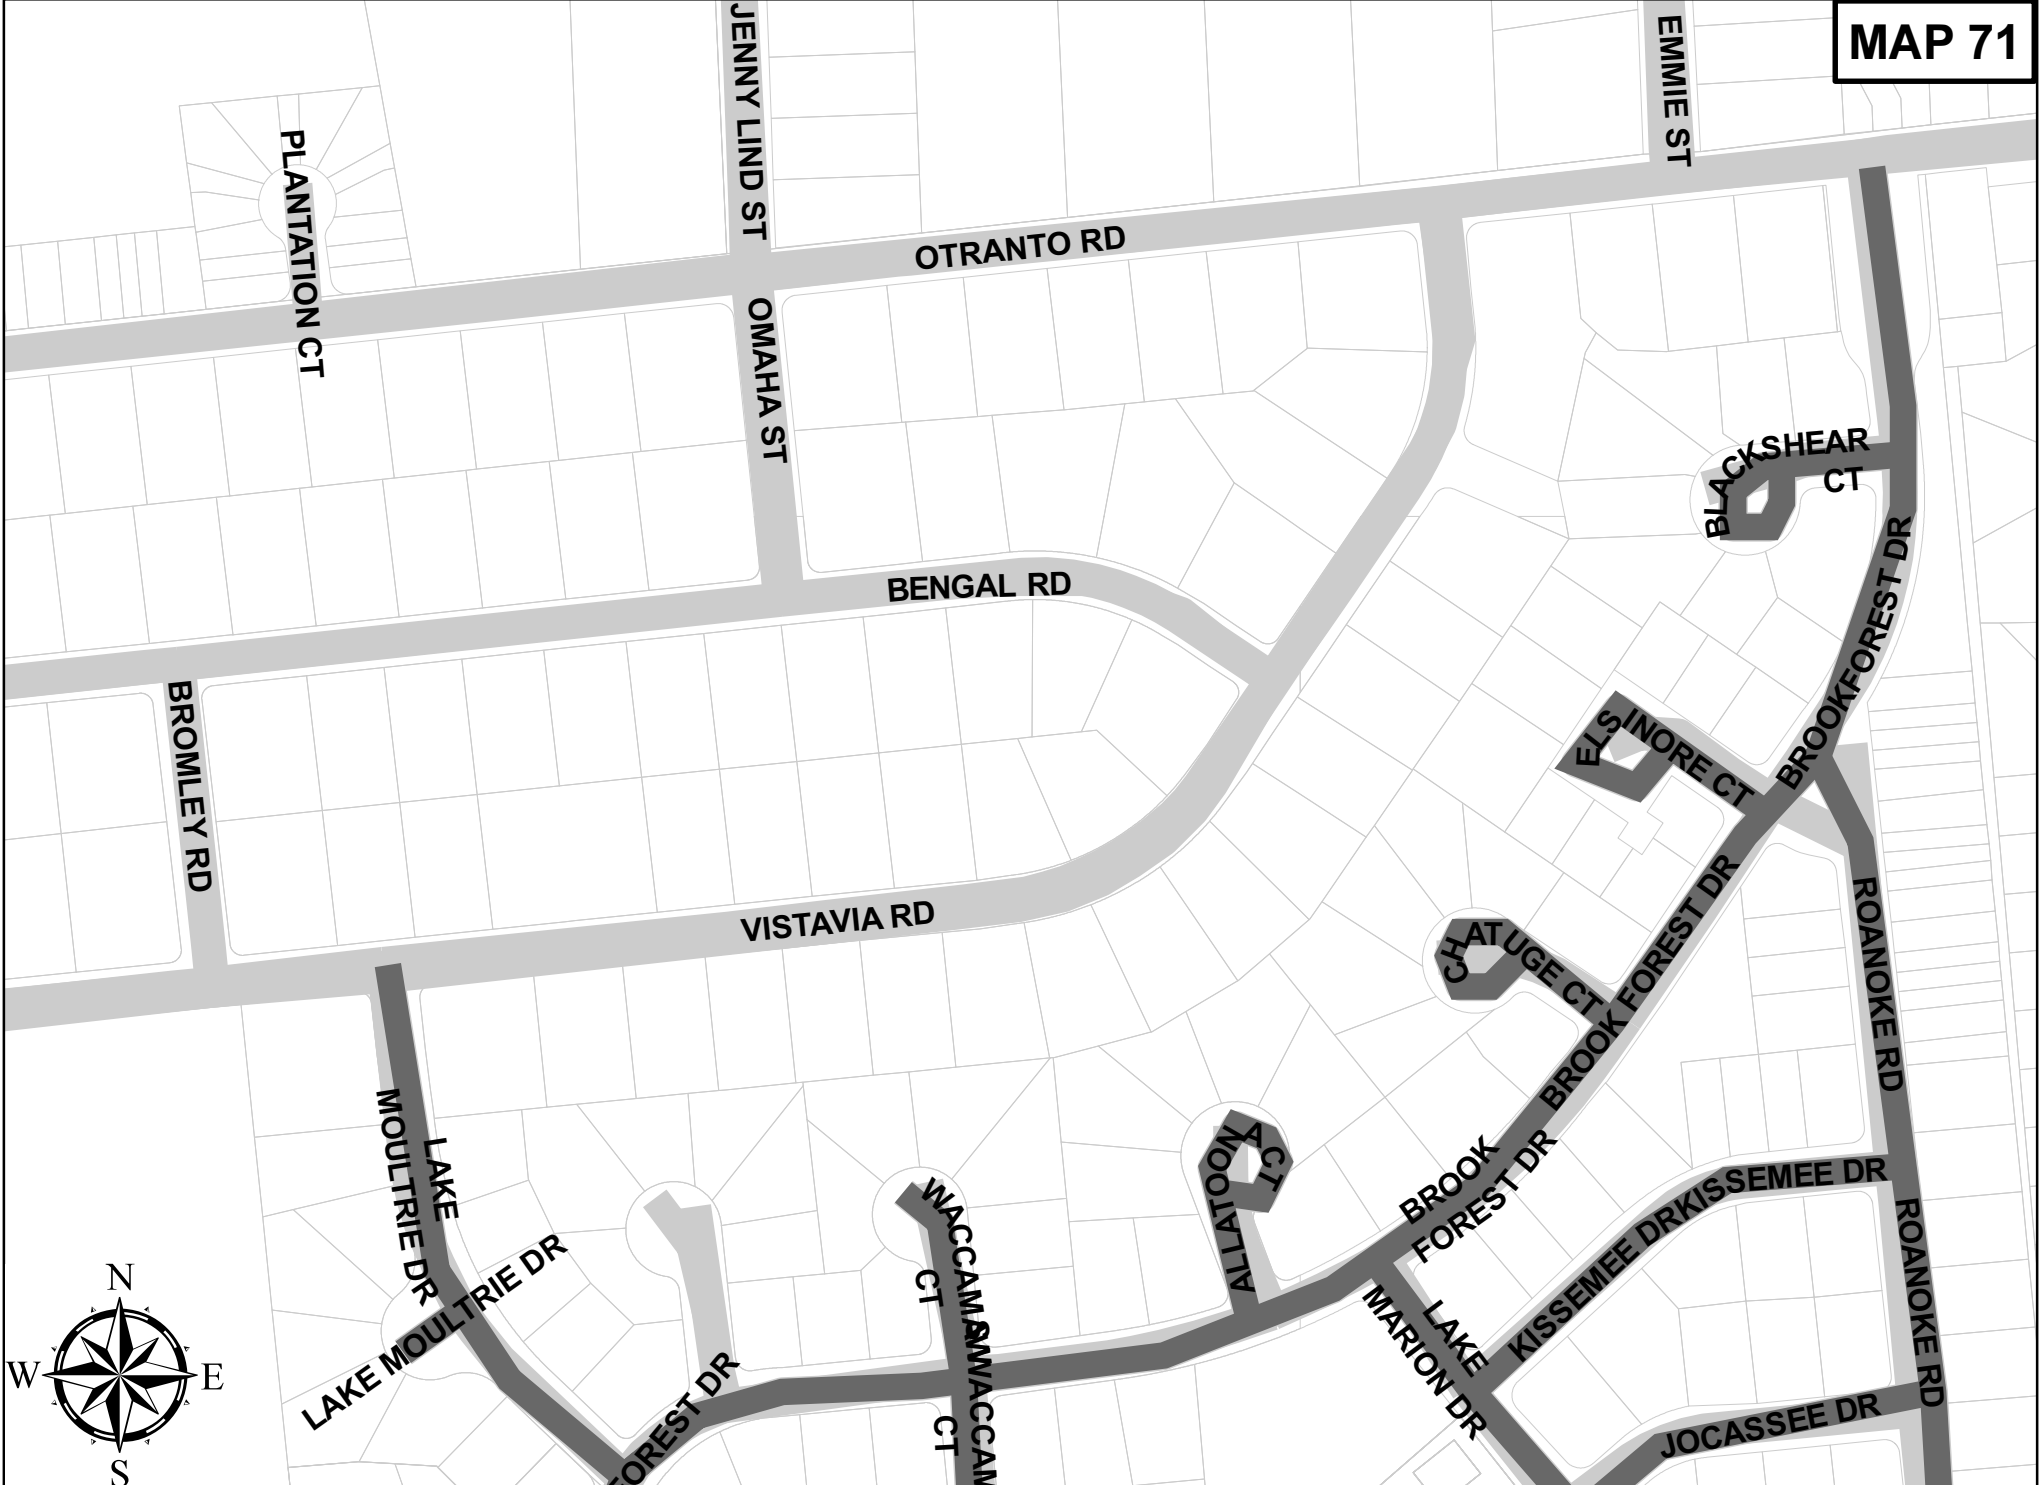 MAP 71
JENNY LIND ST
EMMIE ST
PLANTATION CT
OTRANTO RD
OMAHA ST
BLACKSHEAR
CT
BENGAL RD
BROOKFOREST DR
BROMLEY RD
ELSINORE CT
VISTAVIA RD
BROOK FOREST DR
ROANOKE RD
CHATUGE CT
LAKE
MOULTRIE DR
ALLATOONA CT
BROOK
FOREST DR
KISSEMEE DR
KISSEMEE DR
WACCAMAW
CT
LAKE MOULTRIE DR
LAKE
MARION DR
ROANOKE RD
FOREST DR
WACCAM
CT
JOCASSEE DR
N
W
E
S